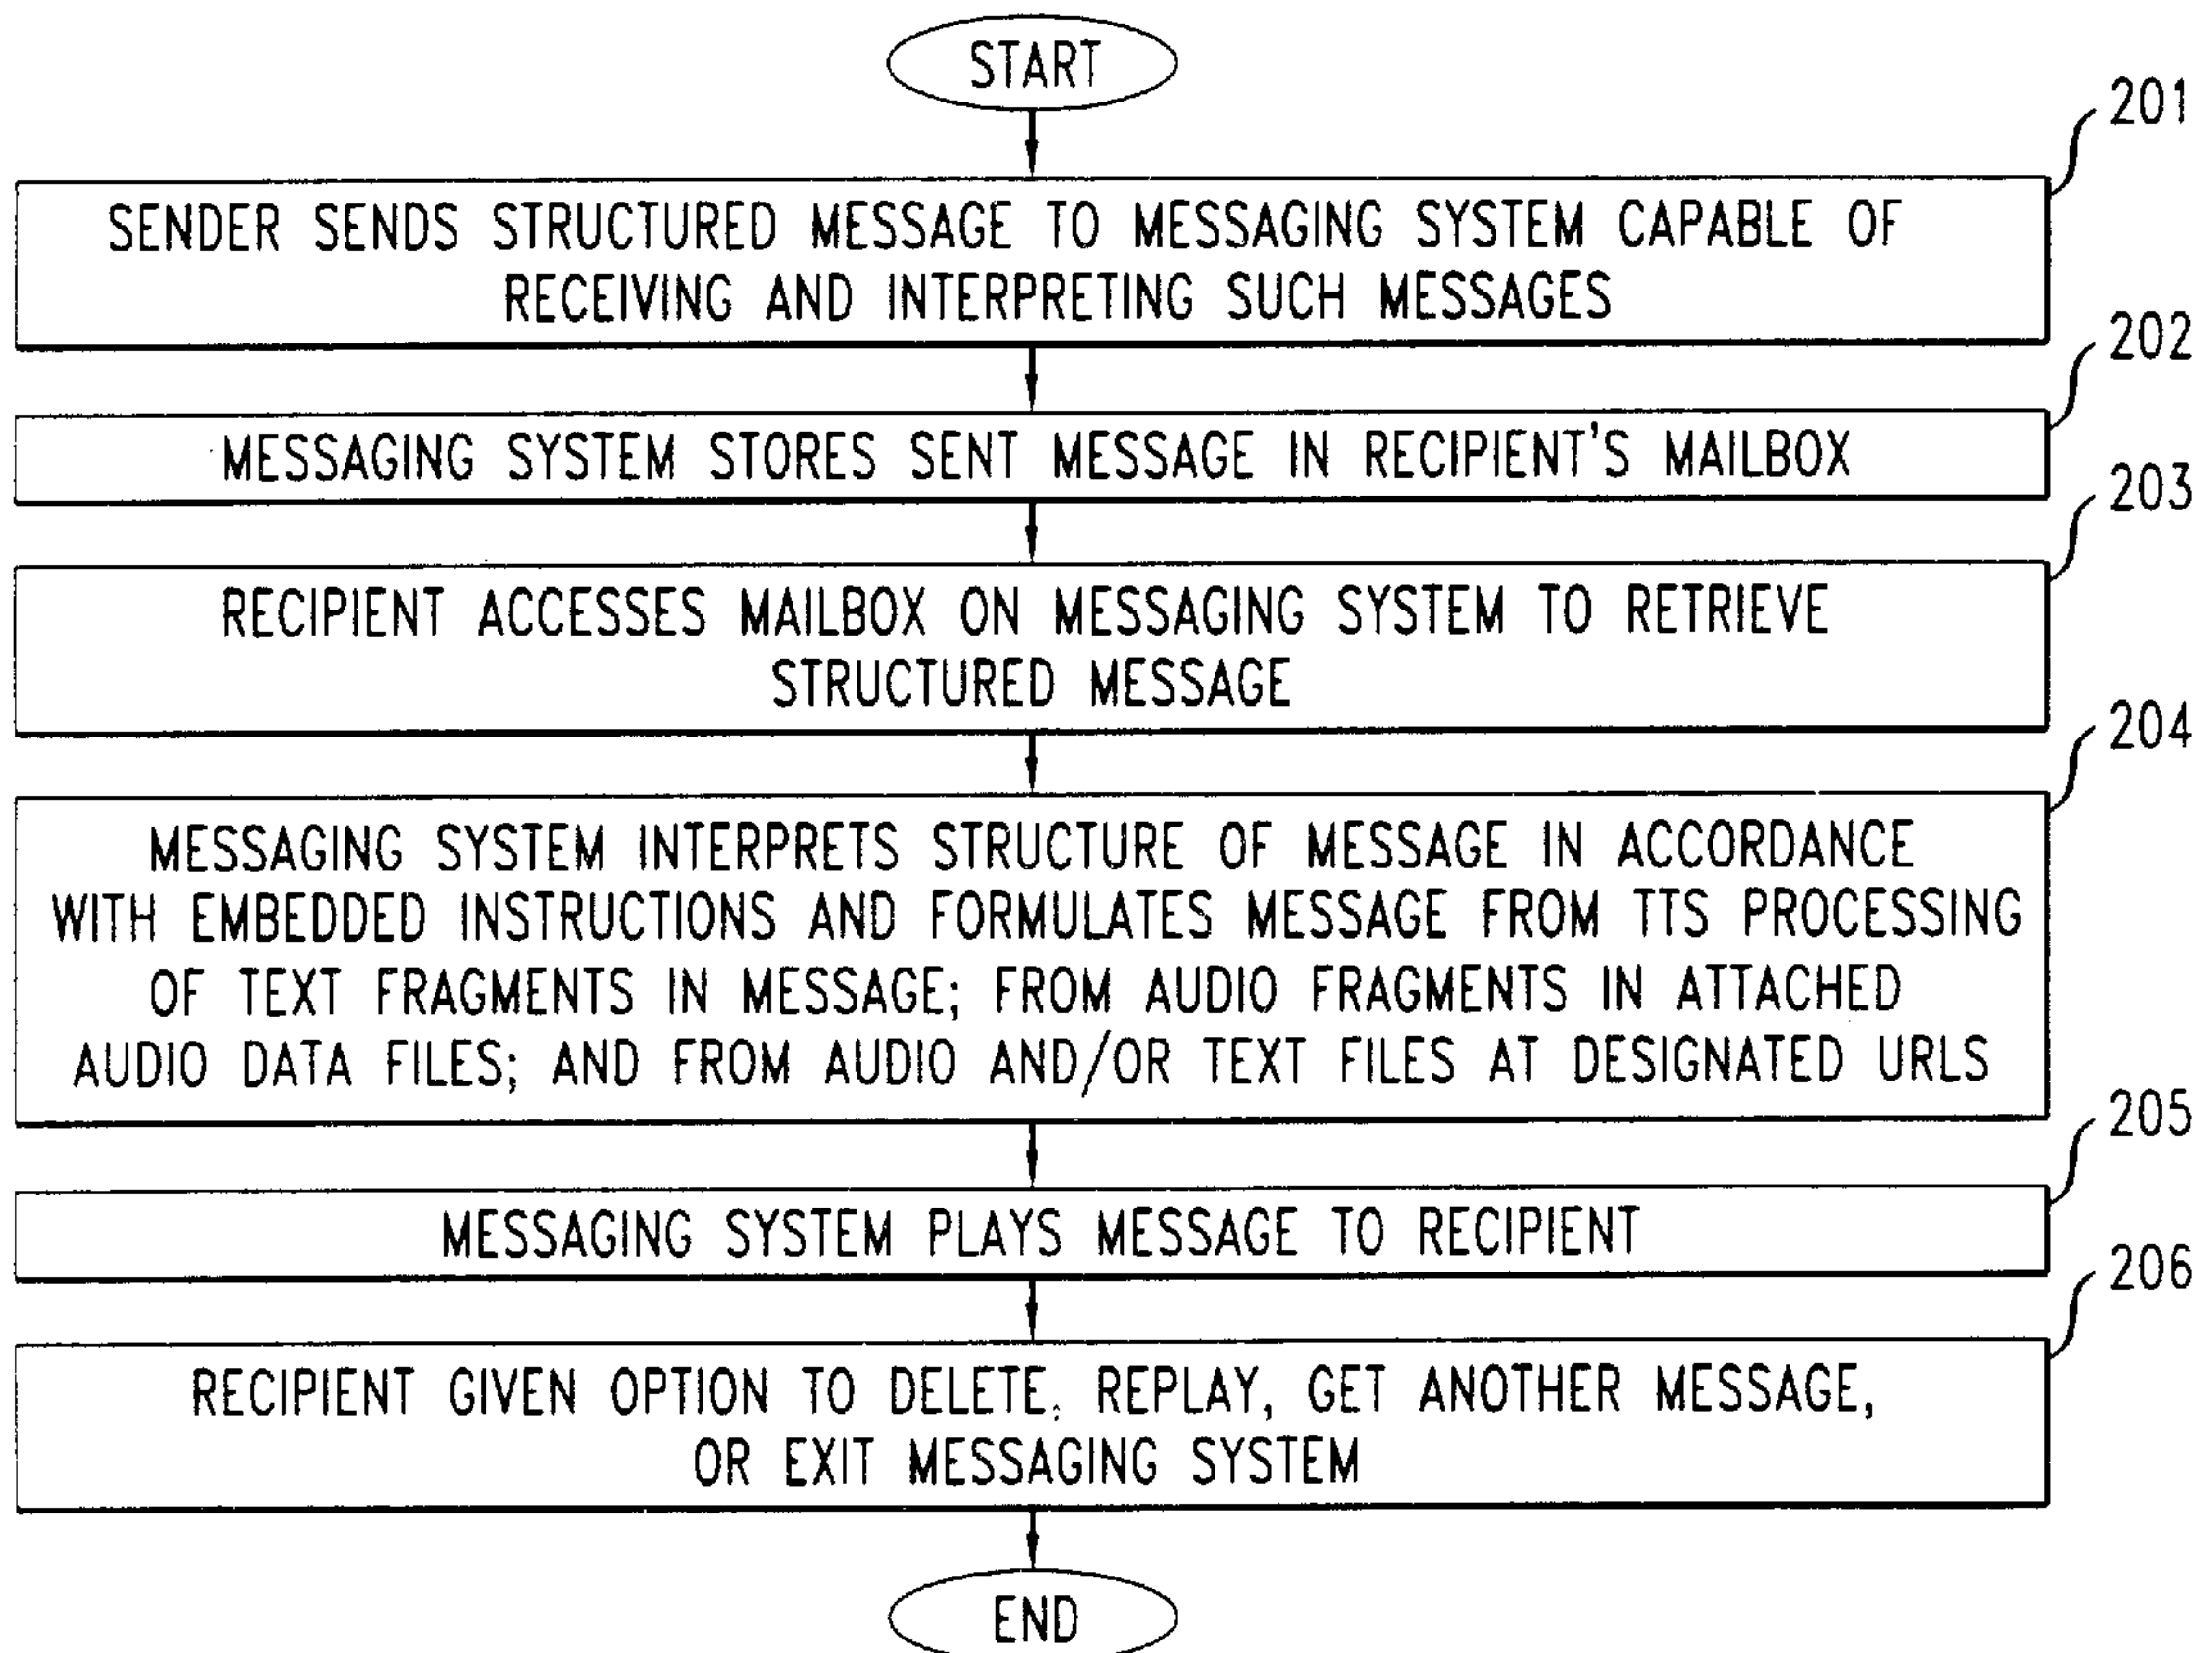 START
201
SENDER SENDS STRUCTURED MESSAGE TO MESSAGING SYSTEM CAPABLE OF
RECEIVING AND INTERPRETING SUCH MESSAGES
202
MESSAGING SYSTEM STORES SENT MESSAGE IN RECIPIENT'S MAILBOX
203
RECIPIENT ACCESSES MAILBOX ON MESSAGING SYSTEM TO RETRIEVE
STRUCTURED MESSAGE
204
MESSAGING SYSTEM INTERPRETS STRUCTURE OF MESSAGE IN ACCORDANCE
WITH EMBEDDED INSTRUCTIONS AND FORMULATES MESSAGE FROM TTS PROCESSING
OF TEXT FRAGMENTS IN MESSAGE; FROM AUDIO FRAGMENTS IN ATTACHED
AUDIO DATA FILES; AND FROM AUDIO AND/OR TEXT FILES AT DESIGNATED URLS
205
MESSAGING SYSTEM PLAYS MESSAGE TO RECIPIENT
206
RECIPIENT GIVEN OPTION TO DELETE, REPLAY, GET ANOTHER MESSAGE,
OR EXIT MESSAGING SYSTEM
END